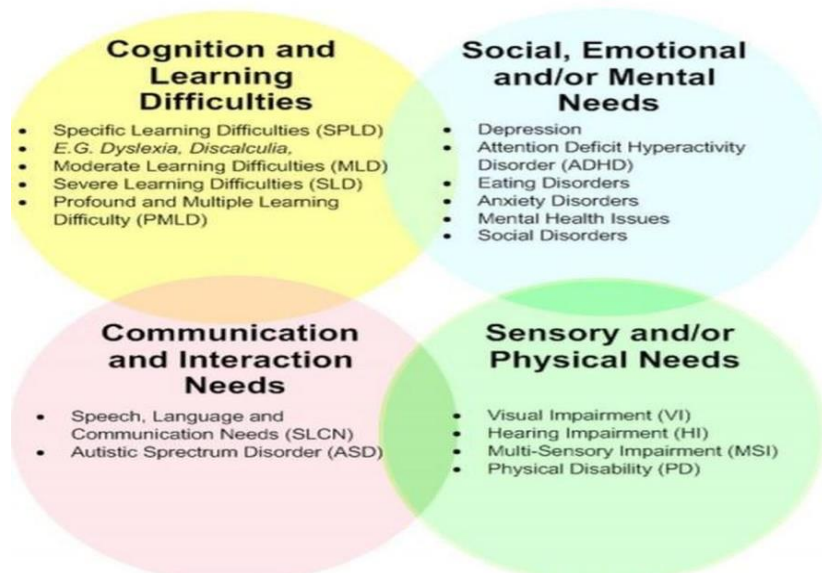 Cognition and
Learning
Difficulties
• Specific Learning Difficulties (SPLD)
• E.G. Dyslexia, Discalculia,
• Moderate Learning Difficulties (MLD)
• Severe Learning Difficulties (SLD)
• Profound and Multiple Learning
Difficulty (PMLD)
Social, Emotional
and/or Mental
Needs
• Depression
• Attention Deficit Hyperactivity
Disorder (ADHD)
• Eating Disorders
• Anxiety Disorders
• Mental Health Issues
• Social Disorders
Communication
and Interaction
Needs
• Speech, Language and
Communication Needs (SLCN)
• Autistic Sprectrum Disorder (ASD)
Sensory and/or
Physical Needs
• Visual Impairment (VI)
• Hearing Impairment (HI)
• Multi-Sensory Impairment (MSI)
• Physical Disability (PD)